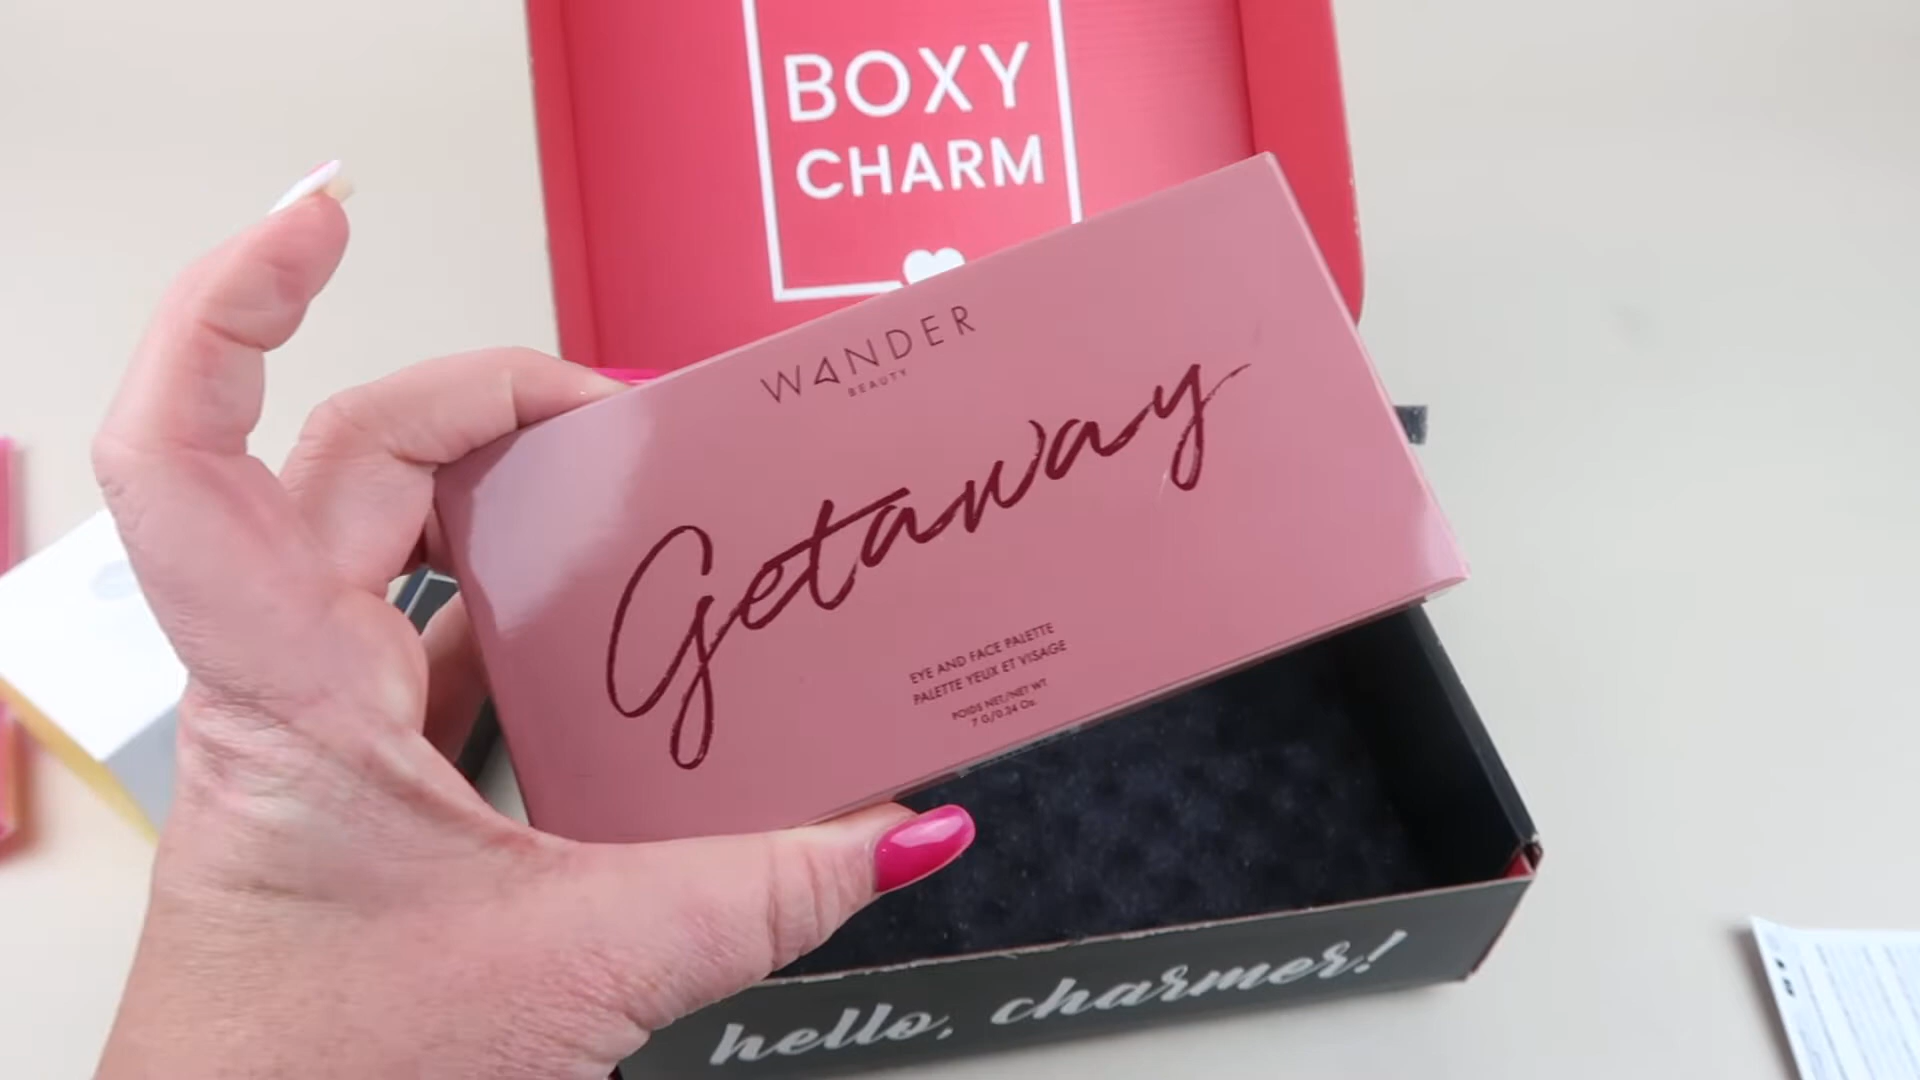 BOXY
CHARM
WANDER
BEAUTY
Getaway
EYE AND FACE PALETTE
PALETTE YEUX ET VISAGE
POIDS NET/NET WT.
7 G/0.24 Oz.
hello, charmer!